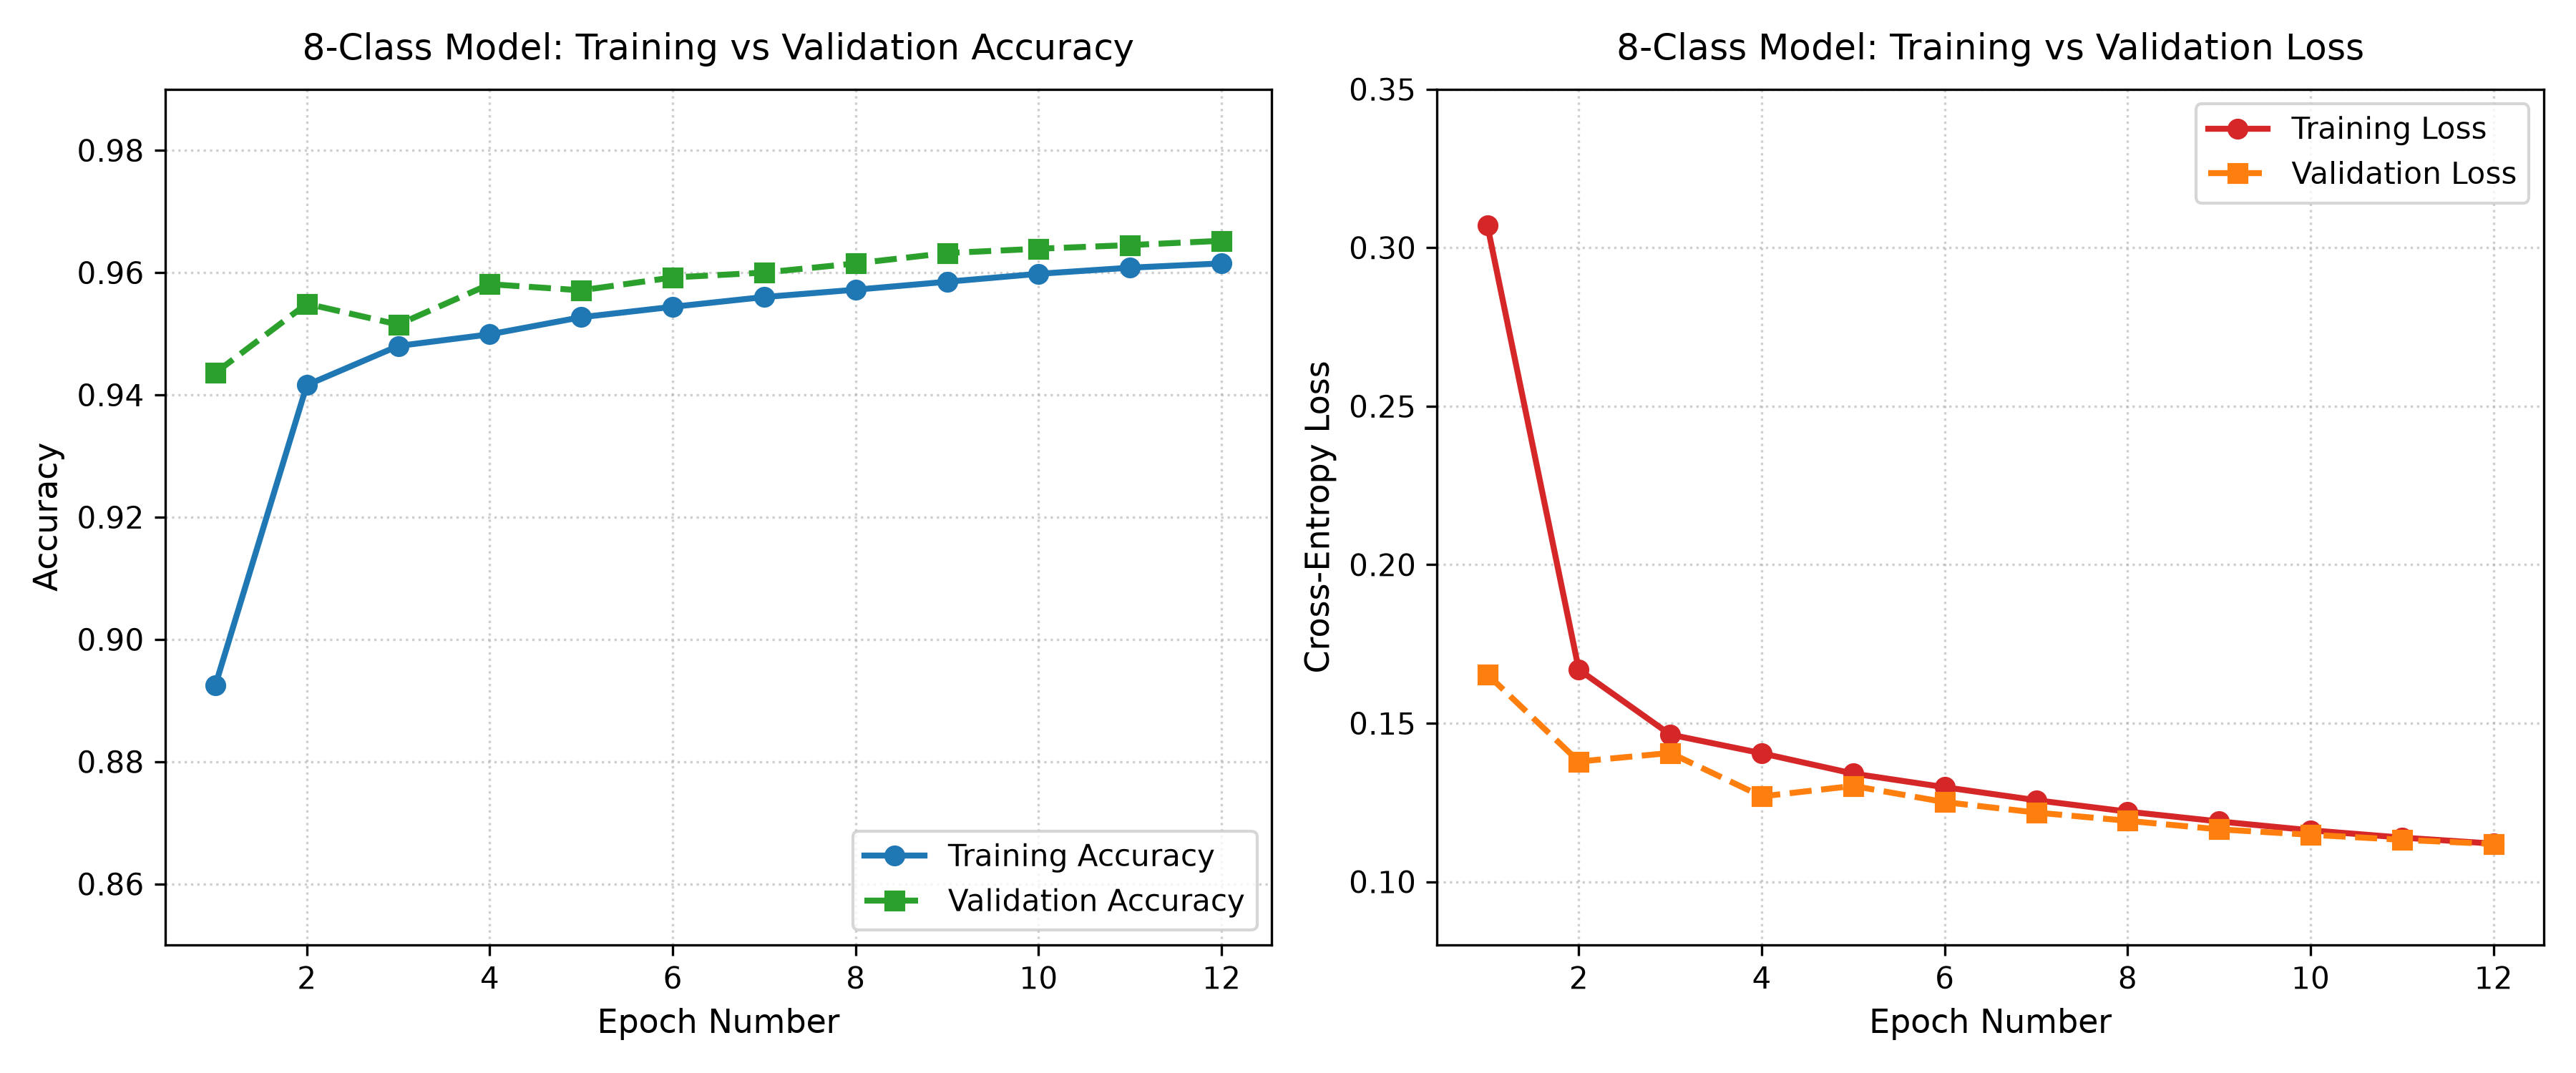 8-Class Model: Training vs Validation Accuracy
Accuracy
0.98
0.96
0.94
0.92
0.90
0.88
0.86
Training Accuracy
Validation Accuracy
2 4 6 8 10 12
Epoch Number
8-Class Model: Training vs Validation Loss
Cross-Entropy Loss
0.35
0.30
0.25
0.20
0.15
0.10
Training Loss
Validation Loss
2 4 6 8 10 12
Epoch Number